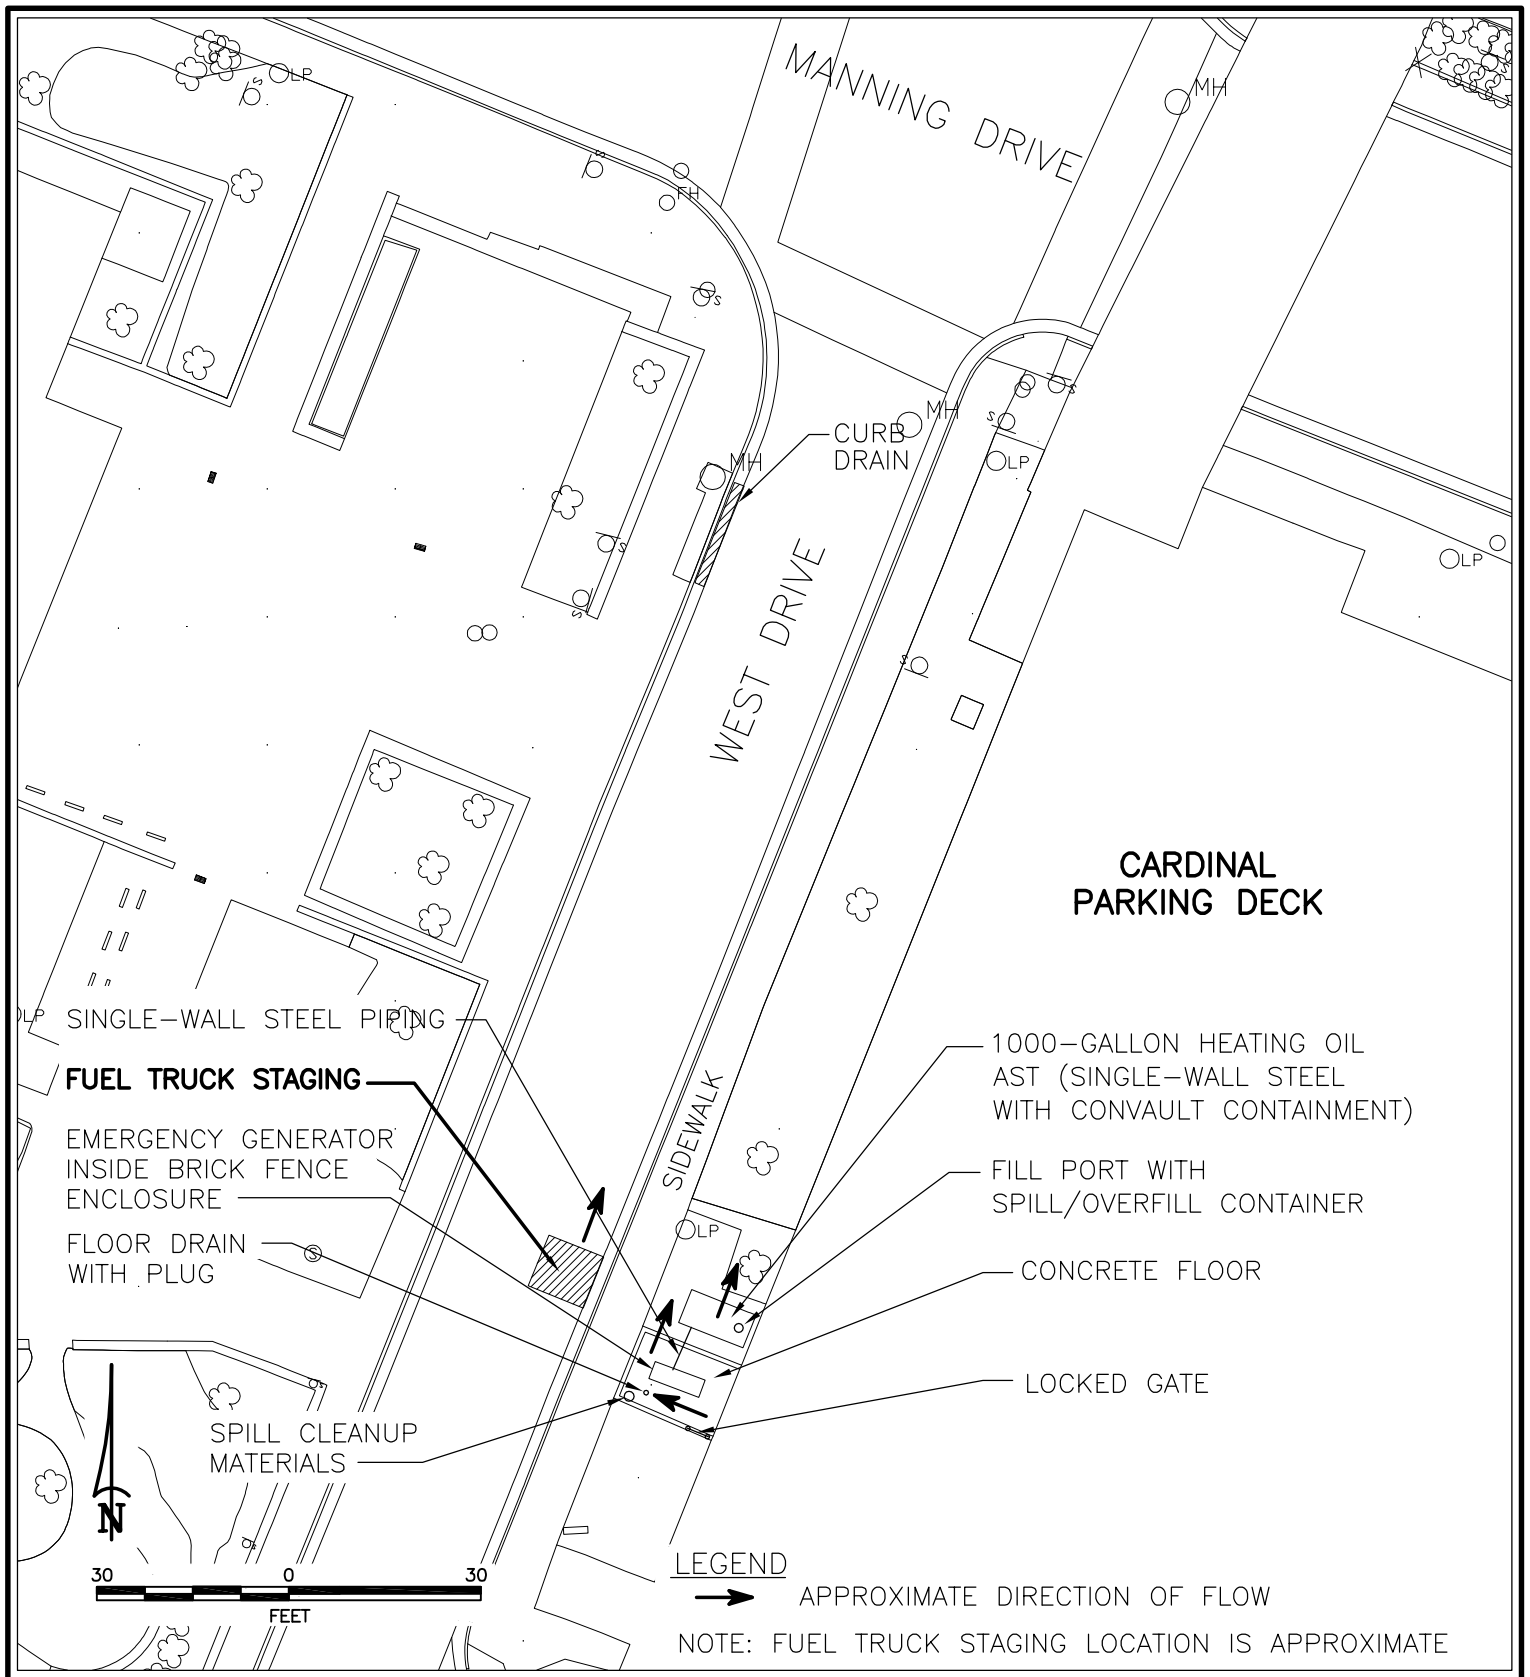 MANNING DRIVE
LP
S
MH
S
FH
S
MH
S
S
CURB
DRAIN
MH
LP
S
LP
S
WEST DRIVE
S
CARDINAL
PARKING DECK
LP
SINGLE-WALL STEEL PIPING
1000-GALLON HEATING OIL
AST (SINGLE-WALL STEEL
WITH CONVAULT CONTAINMENT)
FUEL TRUCK STAGING
SIDEWALK
EMERGENCY GENERATOR
INSIDE BRICK FENCE
ENCLOSURE
FILL PORT WITH
SPILL/OVERFILL CONTAINER
LP
FLOOR DRAIN
WITH PLUG
S
CONCRETE FLOOR
LOCKED GATE
SPILL CLEANUP
MATERIALS
N
30 0 30
FEET
LEGEND
APPROXIMATE DIRECTION OF FLOW
NOTE: FUEL TRUCK STAGING LOCATION IS APPROXIMATE